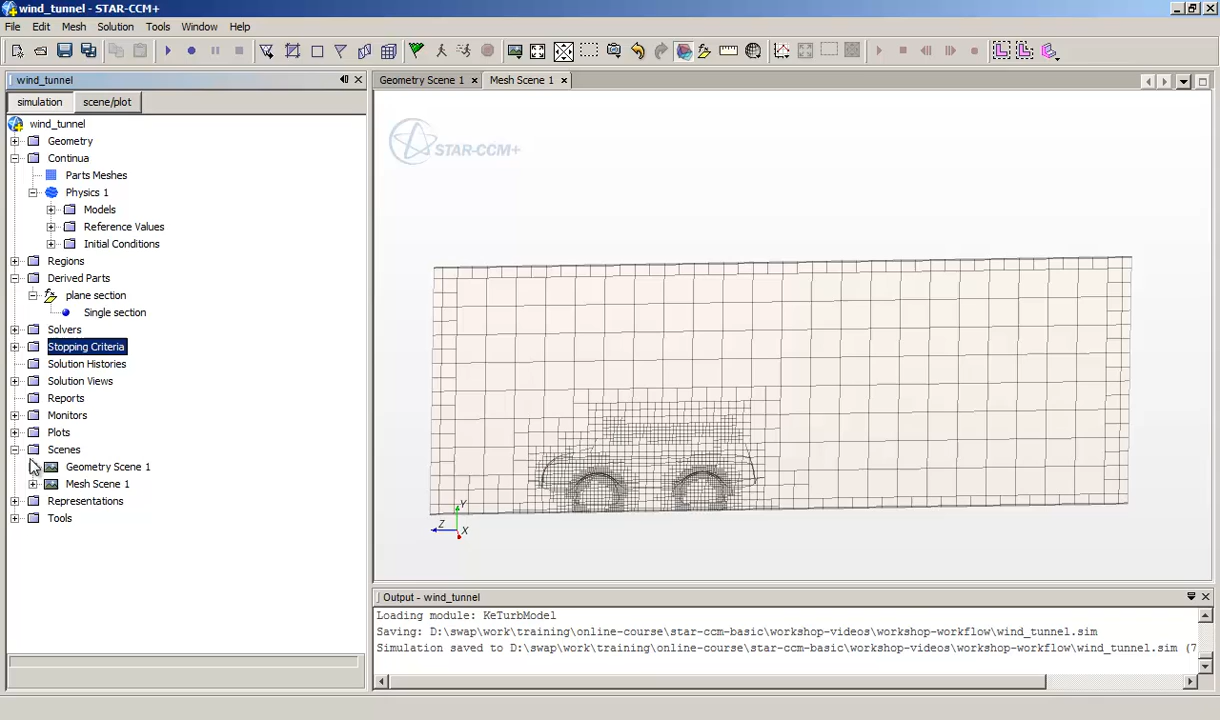 wind_tunnel - STAR-CCM+
File Edit Mesh Solution Tools Window Help
wind_tunnel
simulation scene/plot
wind_tunnel
Geometry
Continua
Parts Meshes
Physics 1
Models
Reference Values
Initial Conditions
Regions
Derived Parts
plane section
Single section
Solvers
Stopping Criteria
Solution Histories
Solution Views
Reports
Monitors
Plots
Scenes
Geometry Scene 1
Mesh Scene 1
Representations
Tools
Geometry Scene 1 Mesh Scene 1
STAR-CCM+
Y
Z X
Output - wind_tunnel
Loading module: KeTurbModel
Saving: D:\swap\work\training\online-course\star-ccm-basic\workshop-videos\workshop-workflow\wind_tunnel.sim
Simulation saved to D:\swap\work\training\online-course\star-ccm-basic\workshop-videos\workshop-workflow\wind_tunnel.sim (7